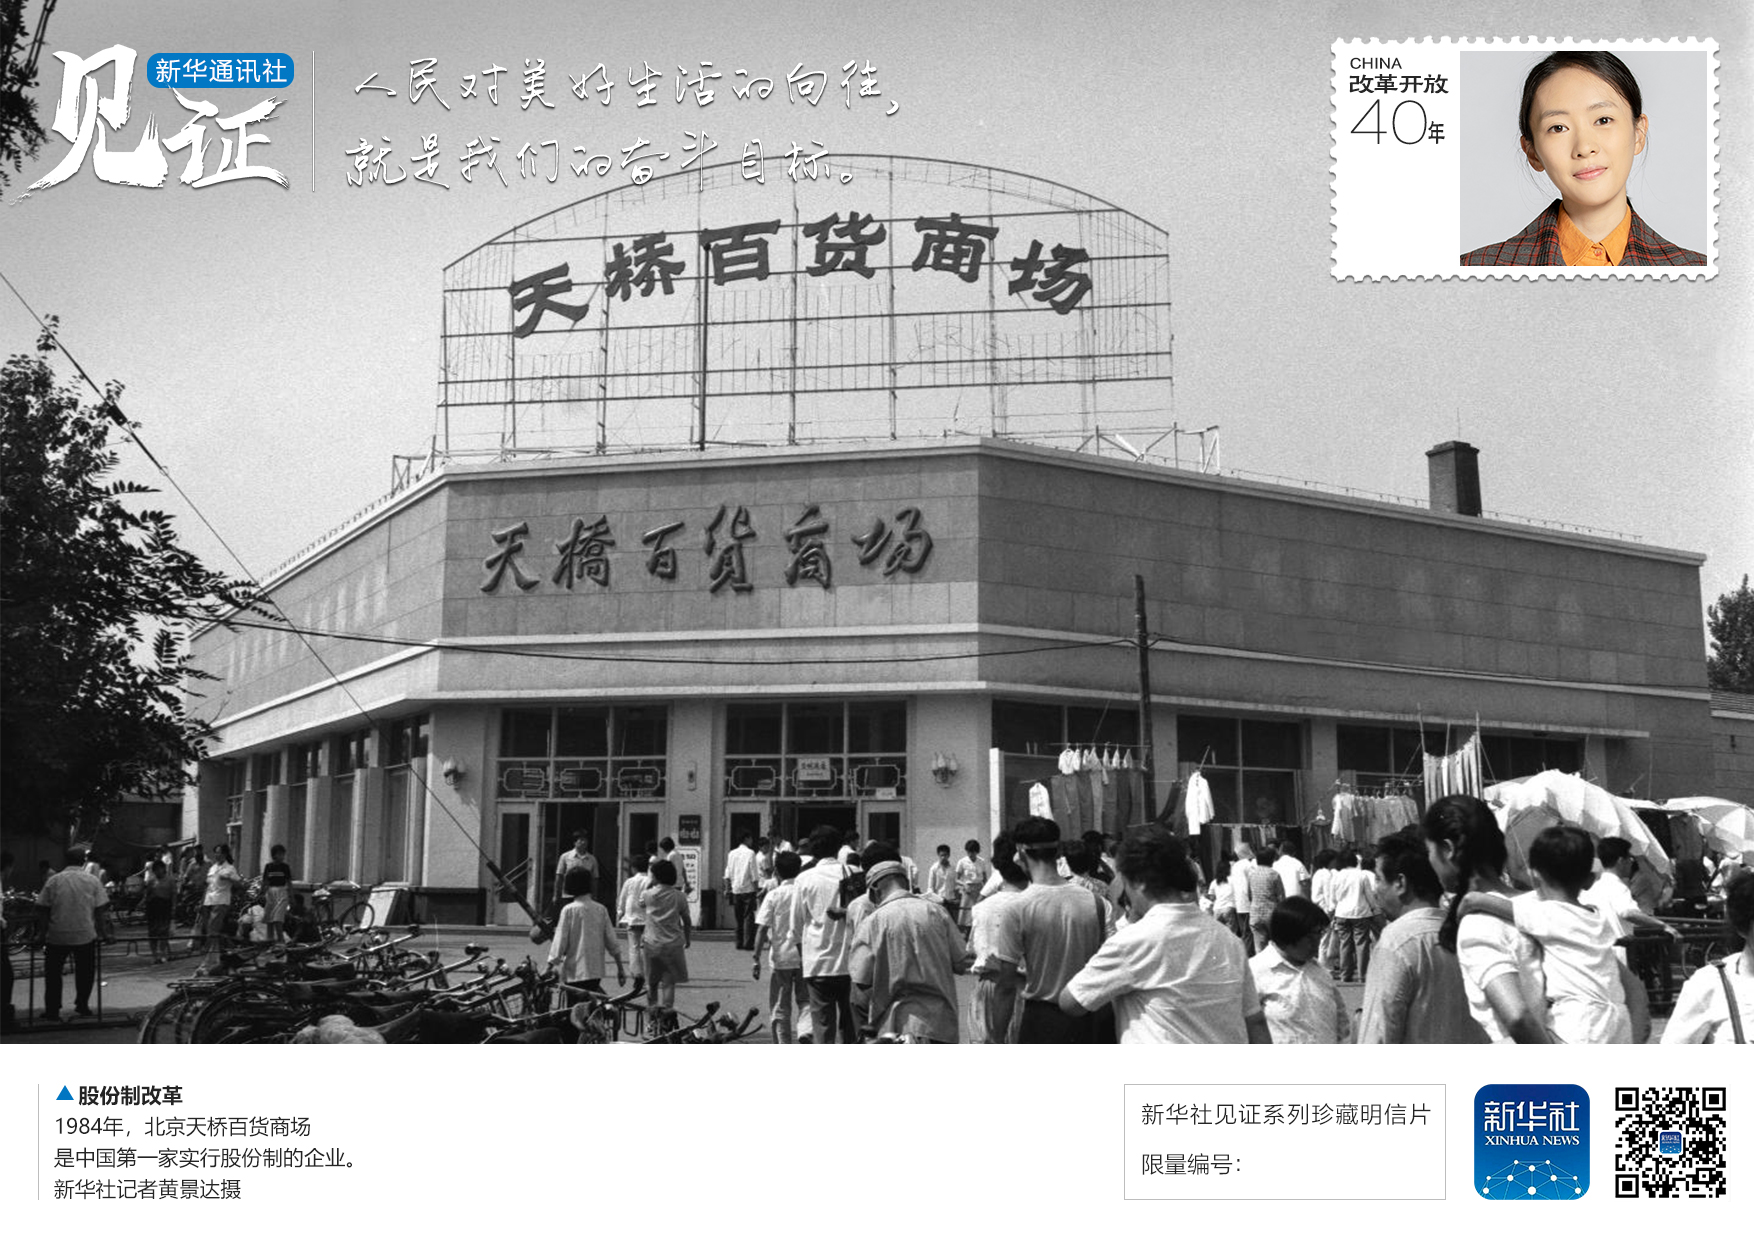 见证
新华通讯社
人民对美好生活的向往，
就是我们的奋斗目标。
CHINA
改革开放
40年
天桥百货商场
天橋百货商场
▲股份制改革
1984年，北京天桥百货商场
是中国第一家实行股份制的企业。
新华社记者黄景达摄
新华社见证系列珍藏明信片
限量编号：
新华社
XINHUA NEWS